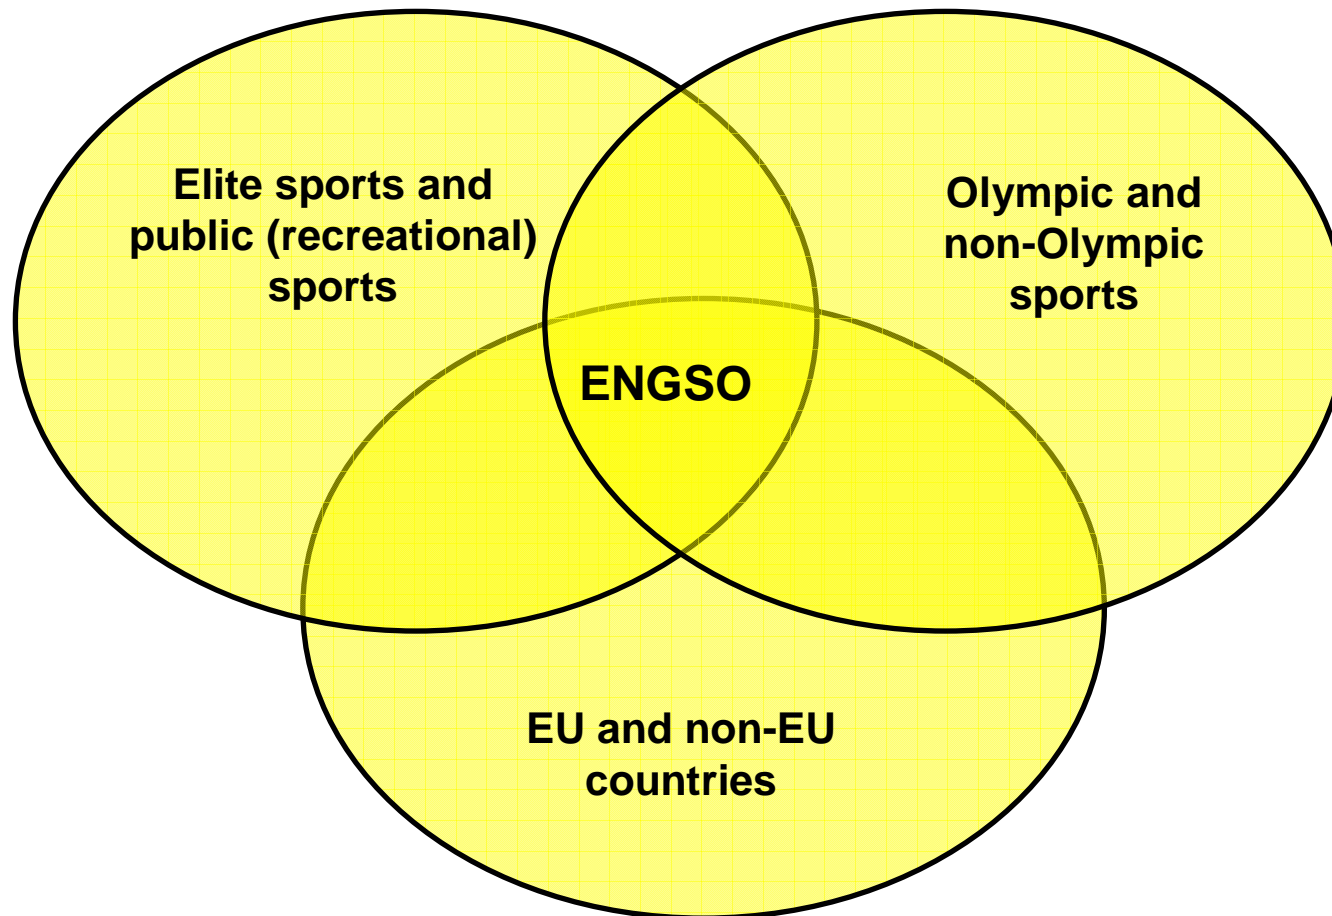 Elite sports and
public (recreational)
sports
Olympic and
non-Olympic
sports
ENGSO
EU and non-EU
countries